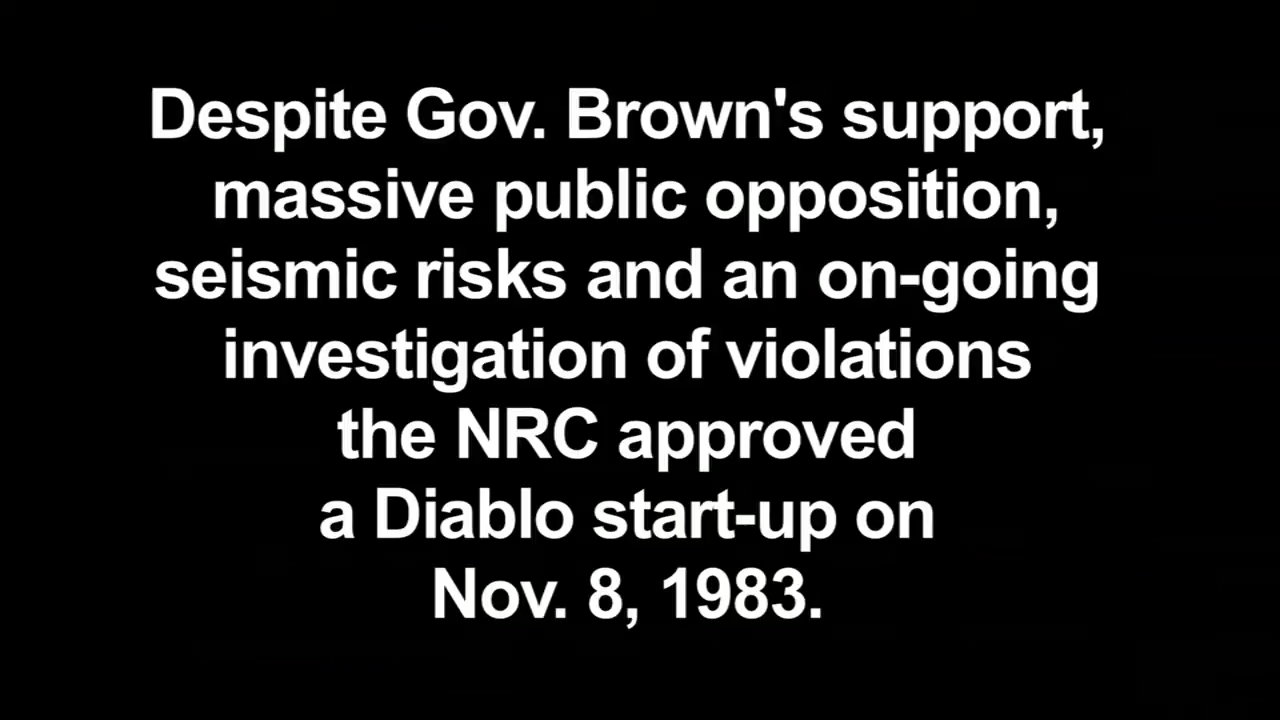 Despite Gov. Brown's support,
massive public opposition,
seismic risks and an on-going
investigation of violations
the NRC approved
a Diablo start-up on
Nov. 8, 1983.